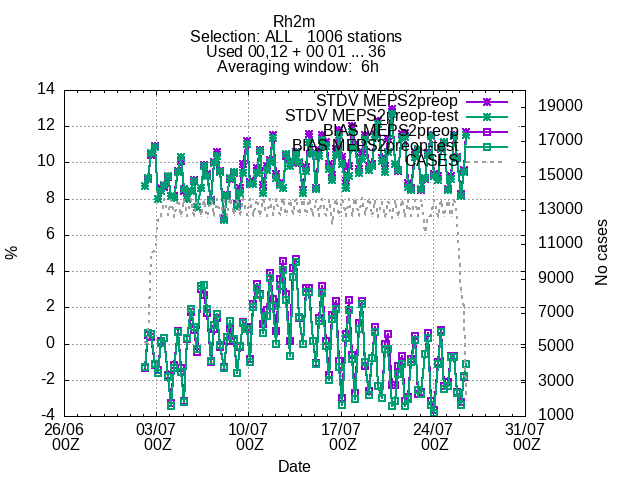 Rh2m
Selection: ALL 1006 stations
Used 00,12 + 00 01 ... 36
Averaging window: 6h
STDV MEPS2preop
STDV MEPS2preop-test
BIAS MEPS2preop
BIAS MEPS2preop-test
CASES
14
12
10
8
6
4
2
0
-2
-4
%
19000
17000
15000
13000
11000
9000
7000
5000
3000
1000
No cases
26/06 03/07 10/07 17/07 24/07 31/07
00Z 00Z 00Z 00Z 00Z 00Z
Date